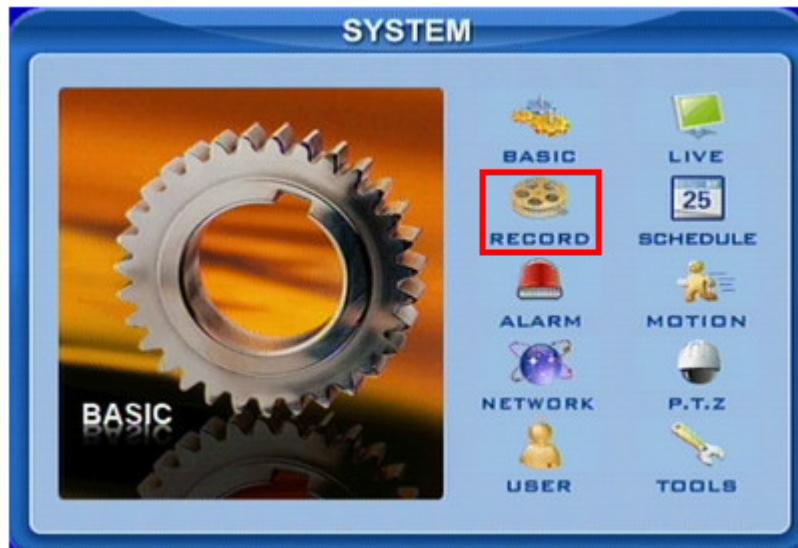 SYSTEM
BASIC LIVE
25
RECORD SCHEDULE
ALARM MOTION
NETWORK P.T.Z
BASIC
USER TOOLS